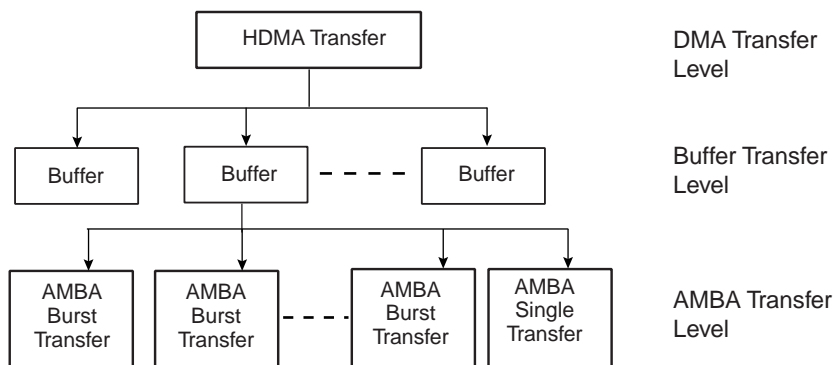 HDMA Transfer
DMA Transfer
Level
Buffer
Buffer
Buffer
Buffer Transfer
Level
AMBA
Burst
Transfer
AMBA
Burst
Transfer
AMBA
Burst
Transfer
AMBA
Single
Transfer
AMBA Transfer
Level